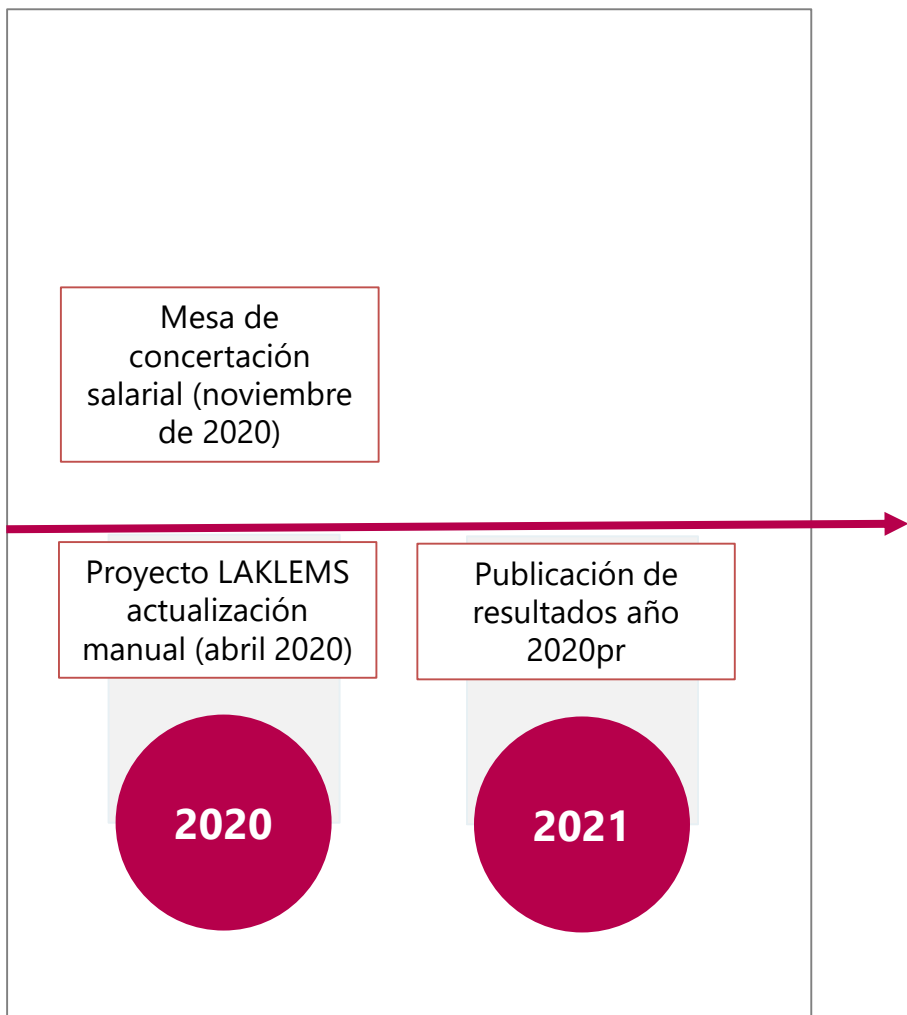 Mesa de
concertación
salarial (noviembre
de 2020)
Proyecto LAKLEMS
actualización
manual (abril 2020)
Publicación de
resultados año
2020pr
2020
2021